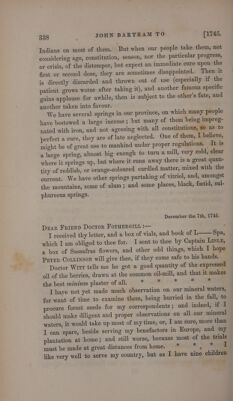 338 JOHN BARTRAM TO [1745.
Indians on most of them. But when our people take them, not
considering age, constitution, season, nor the particular progress,
or crisis, of the distemper, but expect an immediate cure upon the
first or second dose, they are sometimes disappointed. Then it
is directly discarded and thrown out of use (especially if the
patient grows worse after taking it), and another famous specific
gains applause for awhile, then is subject to the other's fate, and
another taken into favour.
We have several springs in our province, on which many people
have bestowed a large income; but many of them being impreg-
nated with iron, and not agreeing with all constitutions, so as to
perfect a cure, they are of late neglected. One of them, I believe,
might be of great use to mankind under proper regulations. It is
a large spring, almost big enough to turn a mill, very cold, clear
where it springs up, but where it runs away there is a great quan-
tity of reddish, or orange-coloured curdled matter, mixed with the
current. We have other springs partaking of vitriol, and, amongst
the mountains, some of alum; and some places, black, fœtid, sul-
phureous springs.
December the 7th, 1745.
DEAR FRIEND DOCTOR FOTHERGILL:—
I received thy letter, and a box of vials, and book of I.—— Spa,
which I am obliged to thee for. I sent to thee by Captain LISLE,
a box of Sassafras flowers, and other odd things, which I hope
PETER COLLINSON will give thee, if they come safe to his hands.
Doctor WITT tells me he got a good quantity of the expressed
oil of the berries, drawn at the common oil-mill, and that it makes
the best minium plaster of all. * * * * *
I have not yet made much observation on our mineral waters,
for want of time to examine them, being hurried in the fall, to
procure forest seeds for my correspondents; and indeed, if I
should make diligent and proper observations on all our mineral
waters, it would take up most of my time, or, I am sure, more than
I can spare, beside serving my benefactors in Europe, and my
plantation at home; and still worse, because most of the trials
must be made at great distances from home. * * * * I
like very well to serve my country, but as I have nine children